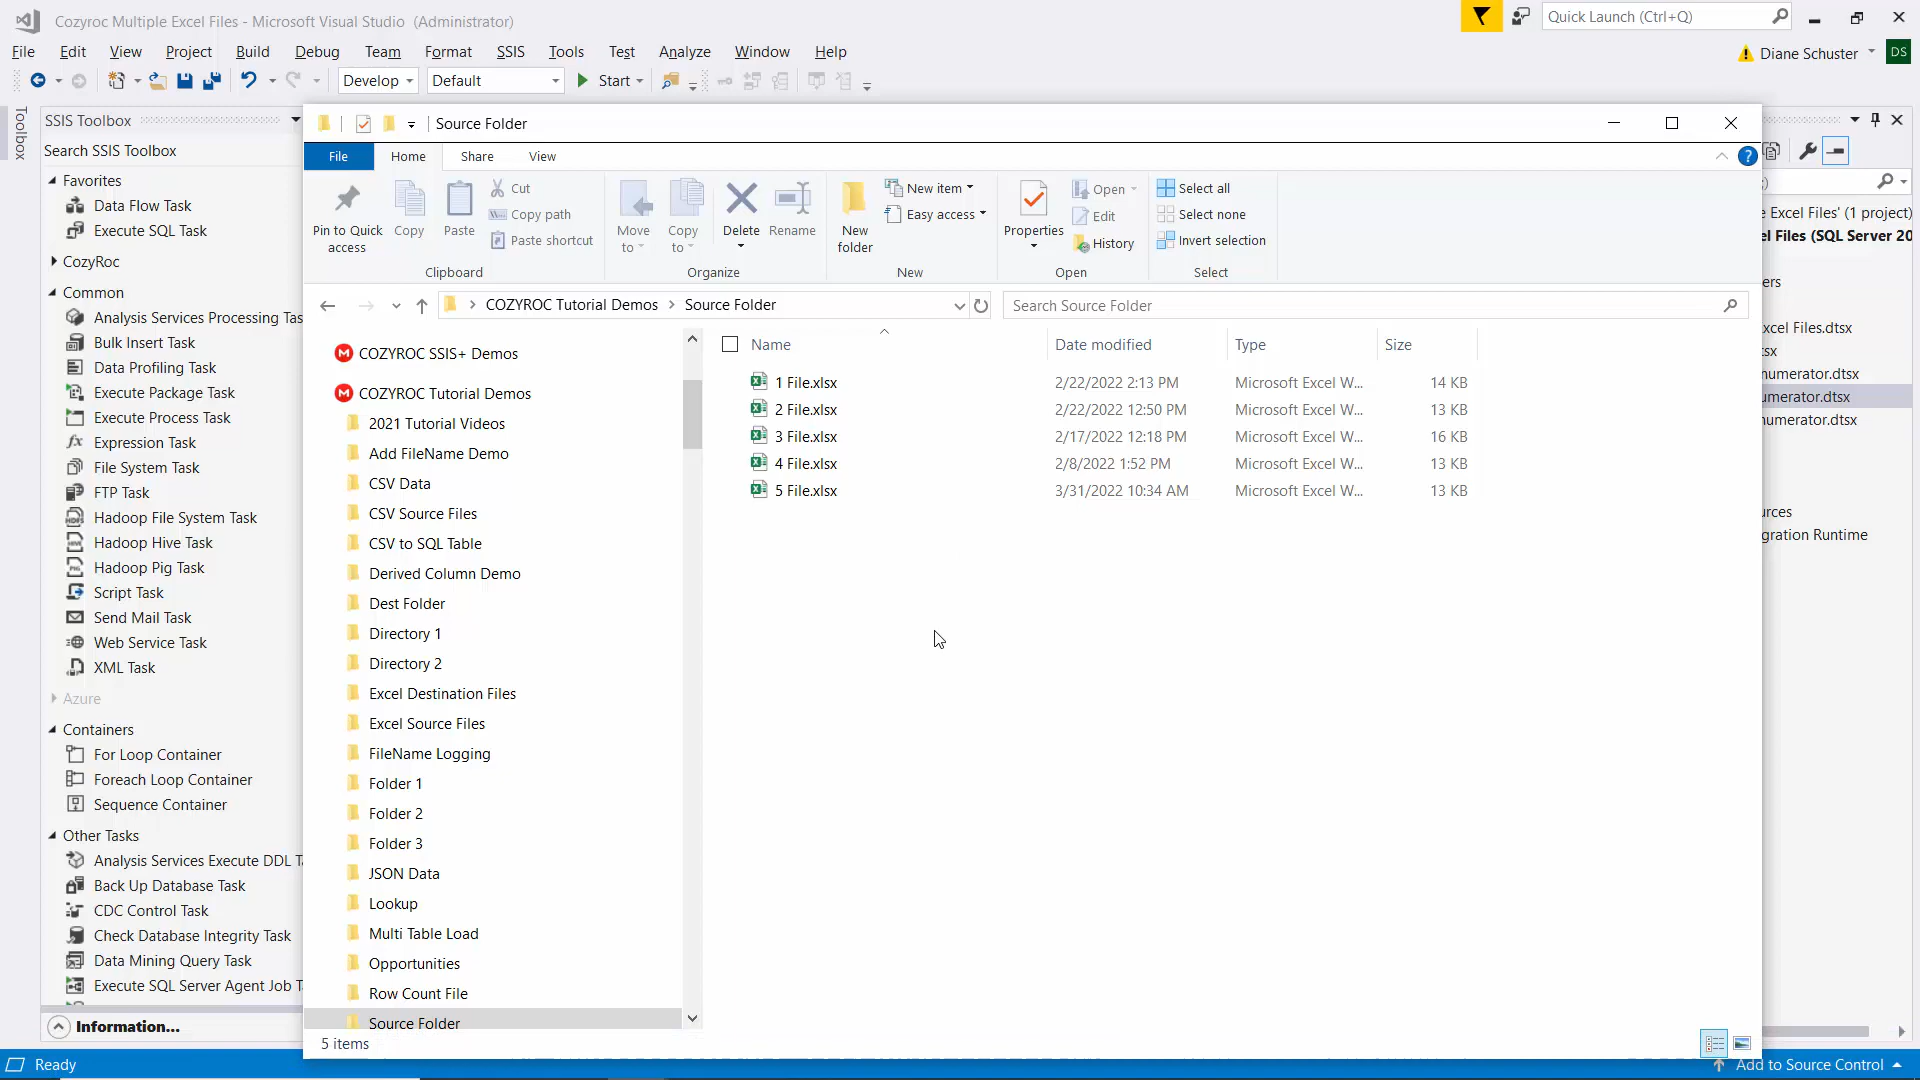 Cozyroc Multiple Excel Files - Microsoft Visual Studio (Administrator)
Quick Launch (Ctrl+Q)
File Edit View Project Build Debug Team Format SSIS Tools Test Analyze Window Help
Diane Schuster DS
Develop Default Start
Toolbox
SSIS Toolbox
Search SSIS Toolbox
Favorites
Data Flow Task
Execute SQL Task
CozyRoc
Common
Analysis Services Processing Tas
Bulk Insert Task
Data Profiling Task
Execute Package Task
Execute Process Task
Expression Task
File System Task
FTP Task
Hadoop File System Task
Hadoop Hive Task
Hadoop Pig Task
Script Task
Send Mail Task
Web Service Task
XML Task
Azure
Containers
For Loop Container
Foreach Loop Container
Sequence Container
Other Tasks
Analysis Services Execute DDL T
Back Up Database Task
CDC Control Task
Check Database Integrity Task
Data Mining Query Task
Execute SQL Server Agent Job T
Information...
Ready
Source Folder
File Home Share View
Pin to Quick access
Copy
Paste
Cut
Copy path
Paste shortcut
Clipboard
Move to
Copy to
Delete
Rename
Organize
New folder
New item
Easy access
New
Properties
Open
Edit
History
Open
Select all
Select none
Invert selection
Select
COZYROC Tutorial Demos Source Folder
Search Source Folder
COZYROC SSIS+ Demos
COZYROC Tutorial Demos
2021 Tutorial Videos
Add FileName Demo
CSV Data
CSV Source Files
CSV to SQL Table
Derived Column Demo
Dest Folder
Directory 1
Directory 2
Excel Destination Files
Excel Source Files
FileName Logging
Folder 1
Folder 2
Folder 3
JSON Data
Lookup
Multi Table Load
Opportunities
Row Count File
Source Folder
Name Date modified Type Size
1 File.xlsx 2/22/2022 2:13 PM Microsoft Excel W... 14 KB
2 File.xlsx 2/22/2022 12:50 PM Microsoft Excel W... 13 KB
3 File.xlsx 2/17/2022 12:18 PM Microsoft Excel W... 16 KB
4 File.xlsx 2/8/2022 1:52 PM Microsoft Excel W... 13 KB
5 File.xlsx 3/31/2022 10:34 AM Microsoft Excel W... 13 KB
5 items
e Excel Files' (1 project)
el Files (SQL Server 20
ers
xcel Files.dtsx
tsx
numerator.dtsx
umerator.dtsx
numerator.dtsx
urces
gration Runtime
Add to Source Control